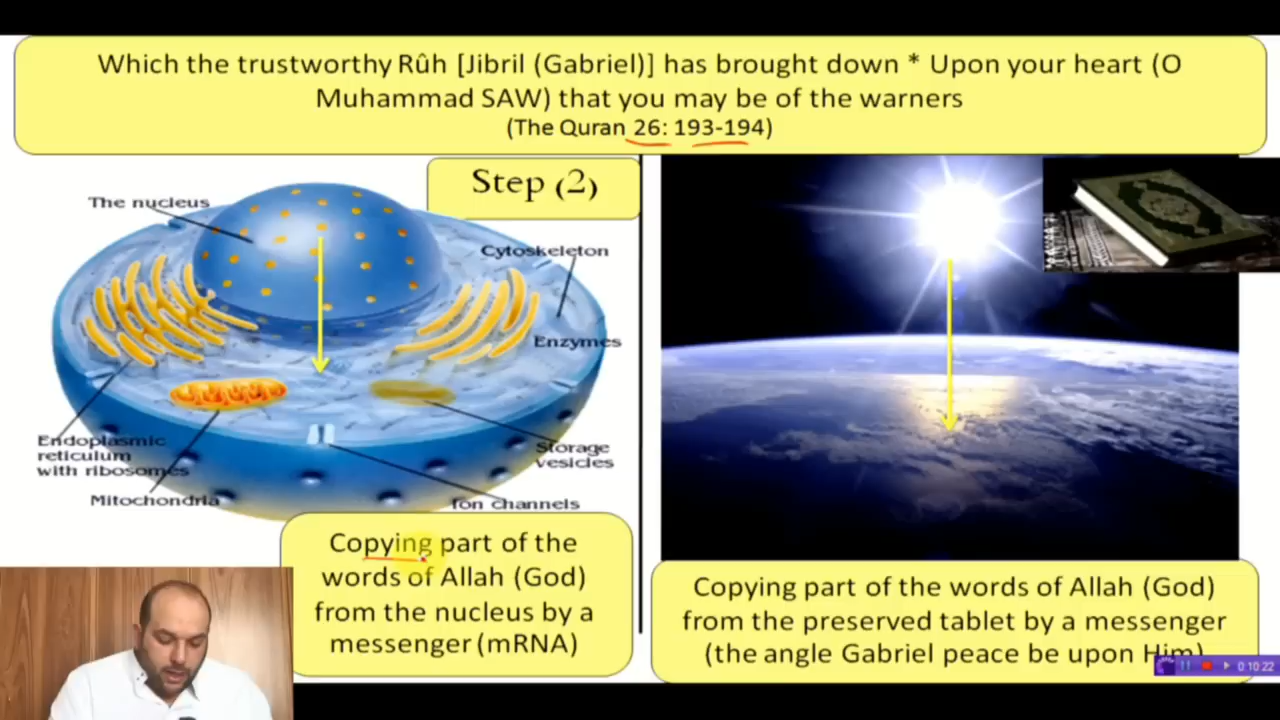 Which the trustworthy Rûh [Jibril (Gabriel)] has brought down * Upon your heart (O
Muhammad SAW) that you may be of the warners
(The Quran 26: 193-194)
Step (2)
The nucleus
Cytoskeleton
Enzymes
Endoplasmic
reticulum
with ribosomes
Mitochondria
Storage
vesicles
Ion channels
Copying part of the
words of Allah (God)
from the nucleus by a
messenger (mRNA)
Copying part of the words of Allah (God)
from the preserved tablet by a messenger
(the angle Gabriel peace be upon Him)
0:10:22